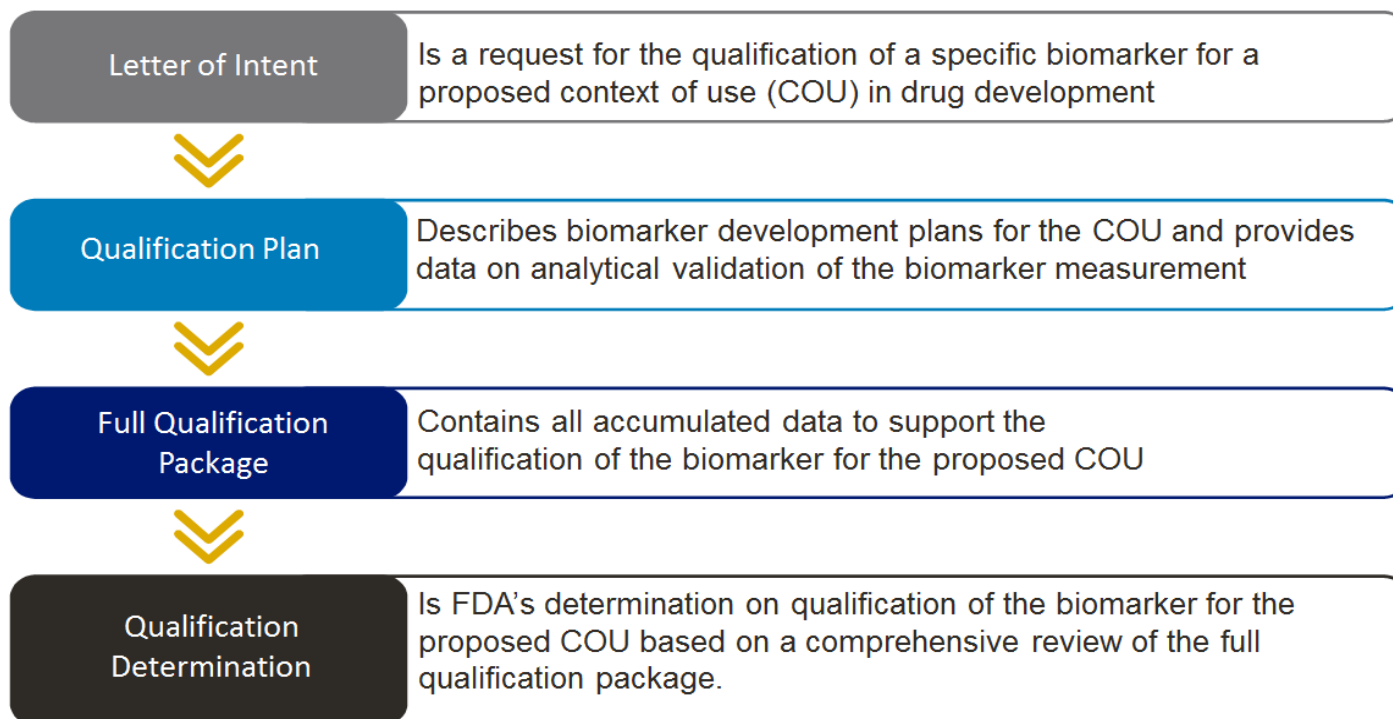 Letter of Intent
Is a request for the qualification of a specific biomarker for a
proposed context of use (COU) in drug development
Qualification Plan
Describes biomarker development plans for the COU and provides
data on analytical validation of the biomarker measurement
Full Qualification
Package
Contains all accumulated data to support the
qualification of the biomarker for the proposed COU
Qualification
Determination
Is FDA’s determination on qualification of the biomarker for the
proposed COU based on a comprehensive review of the full
qualification package.